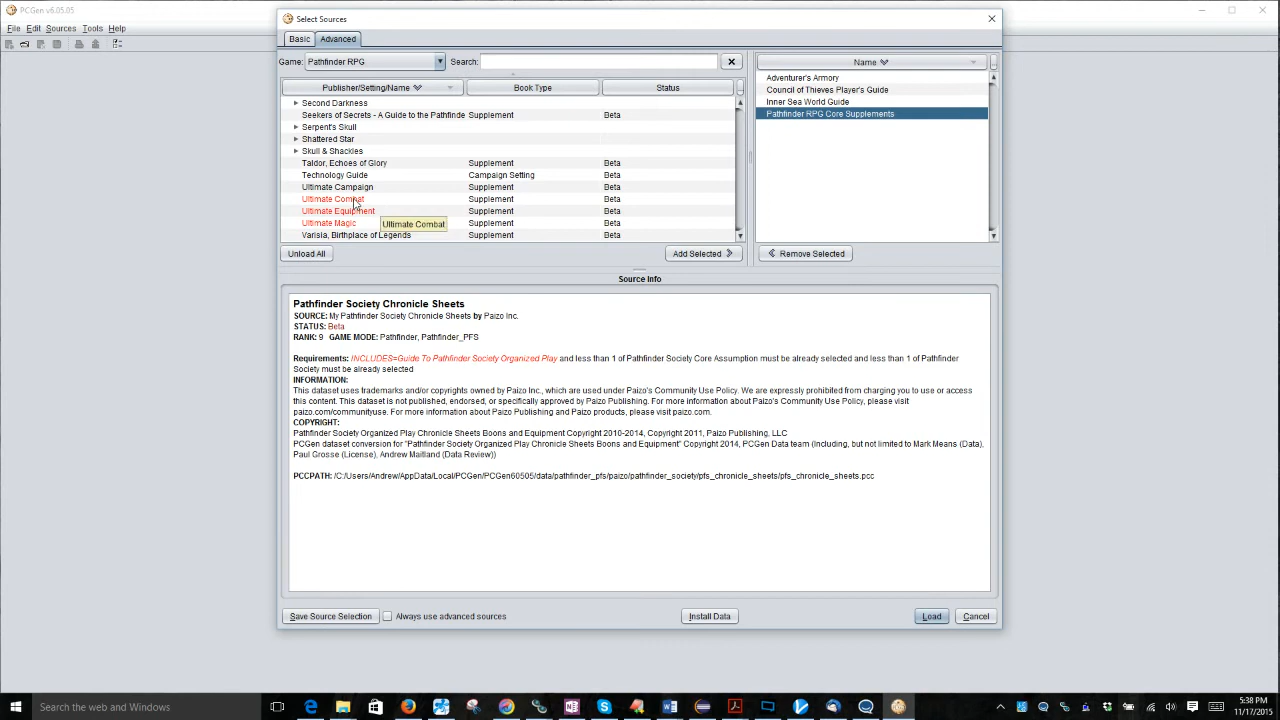 PCGen v6.05.05
File Edit Sources Tools Help
Select Sources
Basic Advanced
Game: Pathfinder RPG Search:
Publisher/Setting/Name Book Type Status
Second Darkness
Seekers of Secrets - A Guide to the Pathfinde Supplement Beta
Serpent's Skull
Shattered Star
Skull & Shackles
Taldor, Echoes of Glory Supplement Beta
Technology Guide Campaign Setting Beta
Ultimate Campaign Supplement Beta
Ultimate Combat Supplement Beta
Ultimate Equipment Supplement Beta
Ultimate Magic Supplement Beta
Ultimate Combat
Varisia, Birthplace of Legends Supplement Beta
Unload All Add Selected
Name
Adventurer's Armory
Council of Thieves Player's Guide
Inner Sea World Guide
Pathfinder RPG Core Supplements
Remove Selected
Source Info
Pathfinder Society Chronicle Sheets
SOURCE: My Pathfinder Society Chronicle Sheets by Paizo Inc.
STATUS: Beta
RANK: 9 GAME MODE: Pathfinder, Pathfinder_PFS
Requirements: INCLUDES=Guide To Pathfinder Society Organized Play and less than 1 of Pathfinder Society Core Assumption must be already selected and less than 1 of Pathfinder
Society must be already selected
INFORMATION:
This dataset uses trademarks and/or copyrights owned by Paizo Inc., which are used under Paizo's Community Use Policy. We are expressly prohibited from charging you to use or access
this content. This dataset is not published, endorsed, or specifically approved by Paizo Publishing. For more information about Paizo's Community Use Policy, please visit
paizo.com/communityuse. For more information about Paizo Publishing and Paizo products, please visit paizo.com.
COPYRIGHT:
Pathfinder Society Organized Play Chronicle Sheets Boons and Equipment Copyright 2010-2014, Copyright 2011, Paizo Publishing, LLC
PCGen dataset conversion for "Pathfinder Society Organized Play Chronicle Sheets Boons and Equipment" Copyright 2014, PCGen Data team (Including, but not limited to Mark Means (Data),
Paul Grosse (License), Andrew Maitland (Data Review))
PCCPATH: /C:/Users/Andrew/AppData/Local/PCGen/PCGen60505/data/pathfinder_pfs/paizo/pathfinder_society/pfs_chronicle_sheets/pfs_chronicle_sheets.pcc
Save Source Selection Always use advanced sources Install Data Load Cancel
Search the web and Windows
5:38 PM
11/17/2015